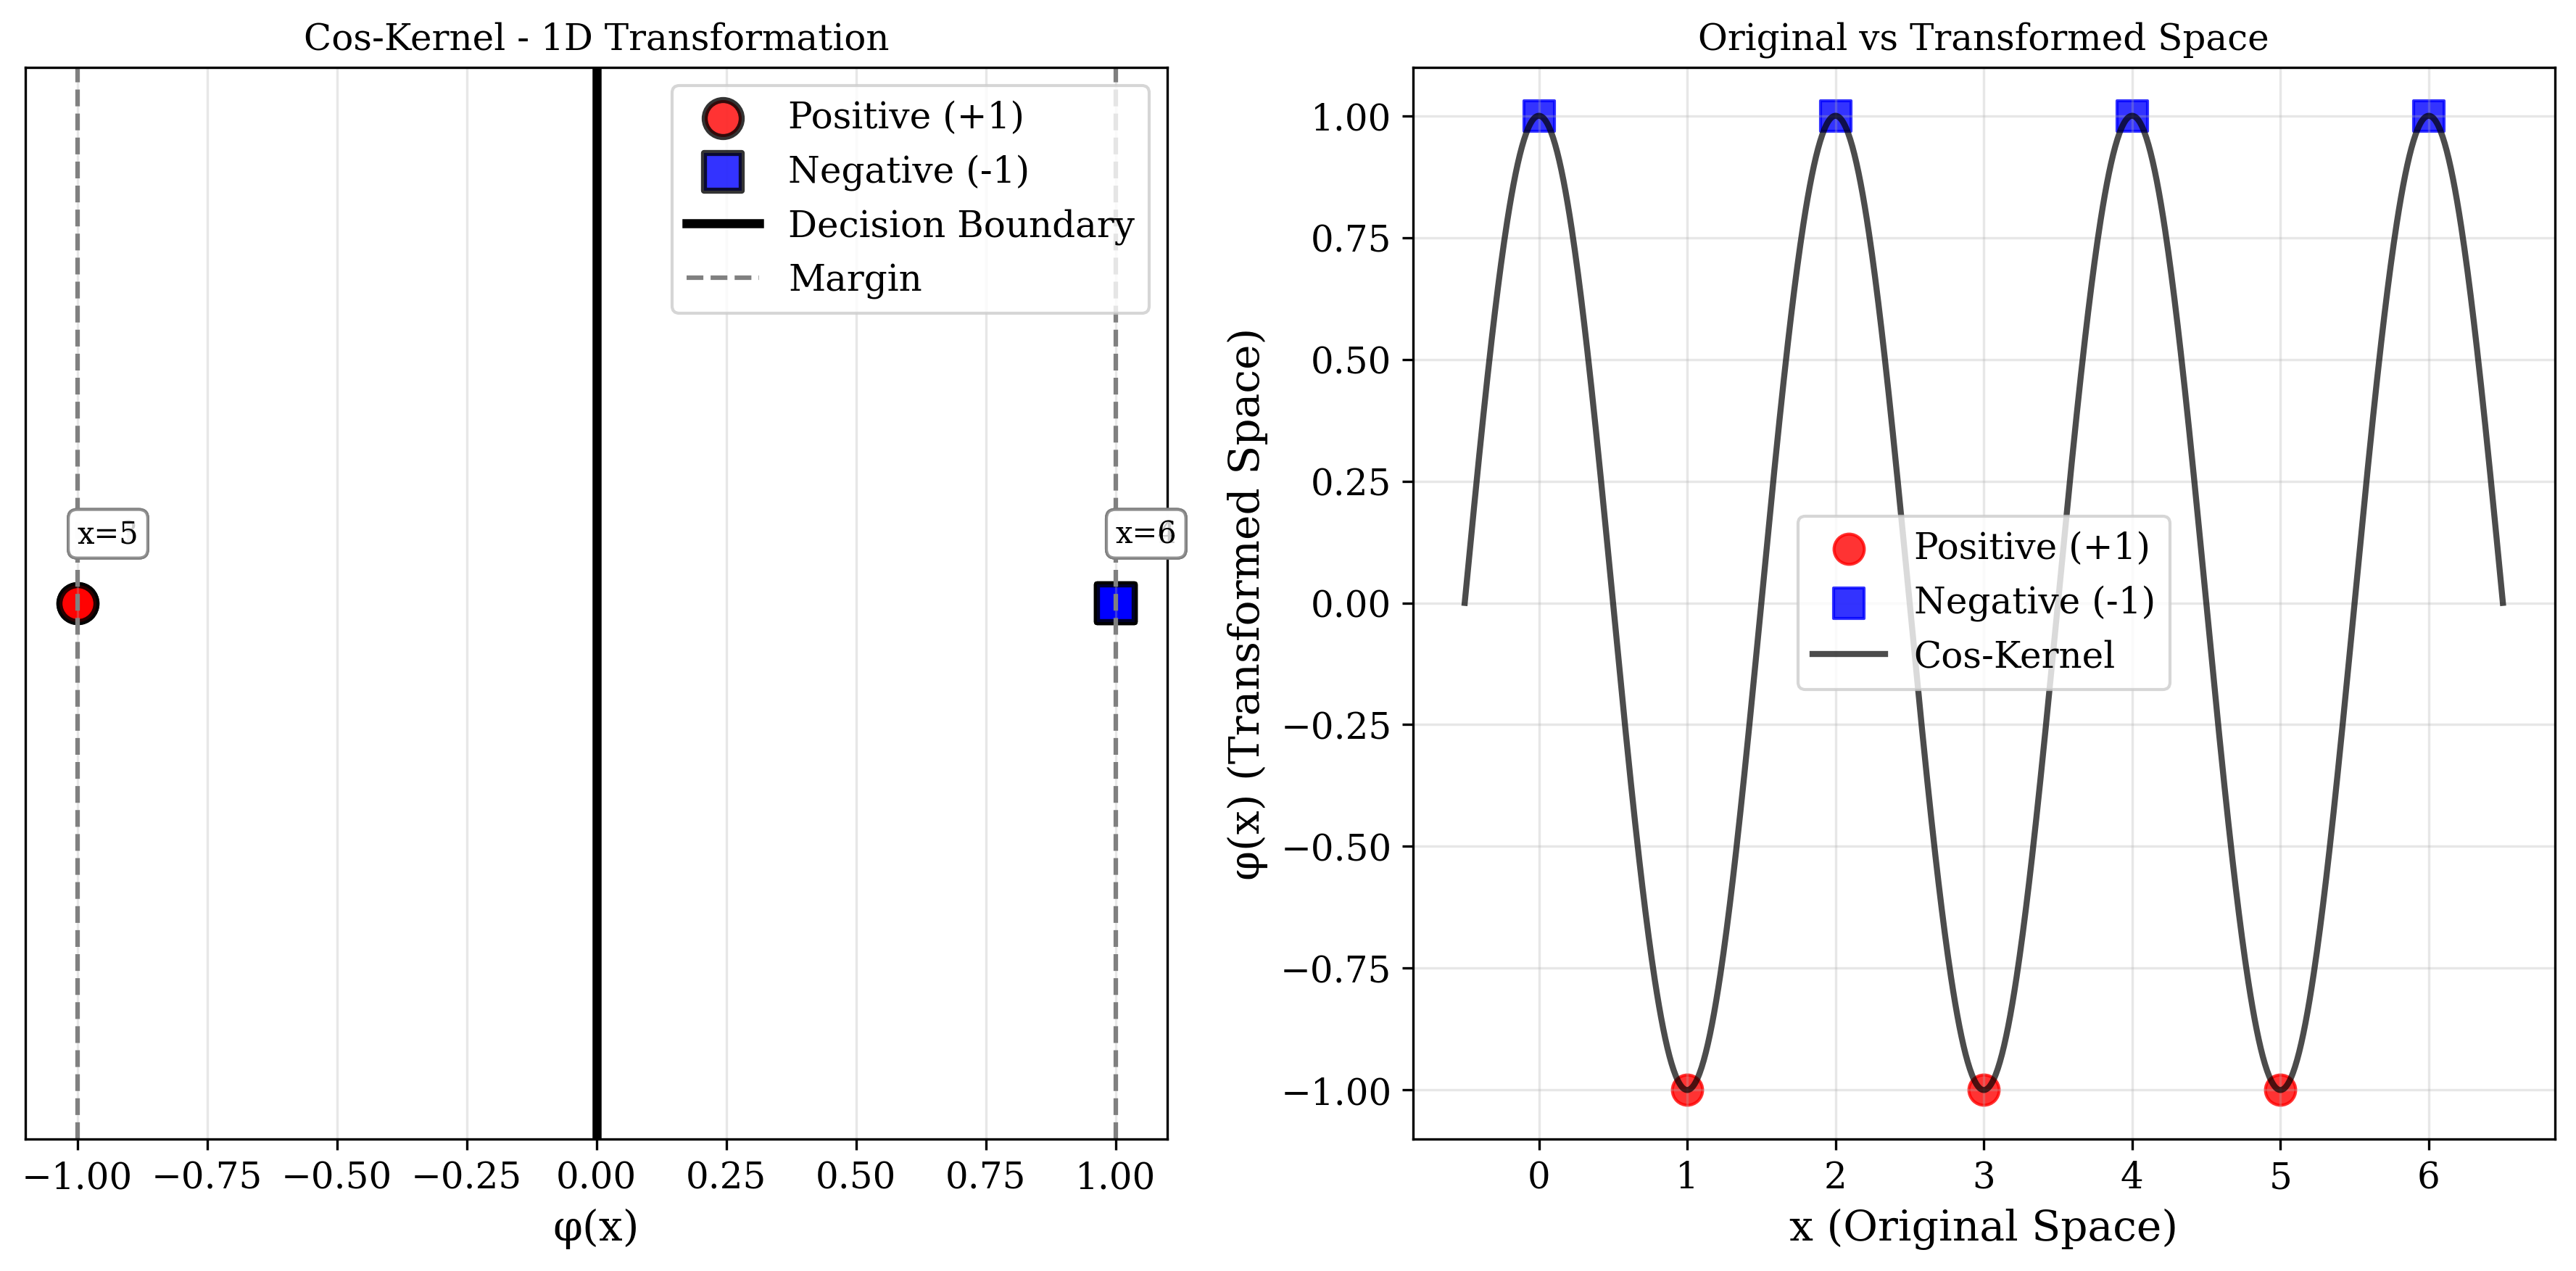 Cos-Kernel - 1D Transformation
Positive (+1)
Negative (-1)
Decision Boundary
Margin
x=5
x=6
−1.00 −0.75 −0.50 −0.25 0.00 0.25 0.50 0.75 1.00
φ(x)
Original vs Transformed Space
φ(x) (Transformed Space)
1.00
0.75
0.50
0.25
0.00
−0.25
−0.50
−0.75
−1.00
Positive (+1)
Negative (-1)
Cos-Kernel
0 1 2 3 4 5 6
x (Original Space)